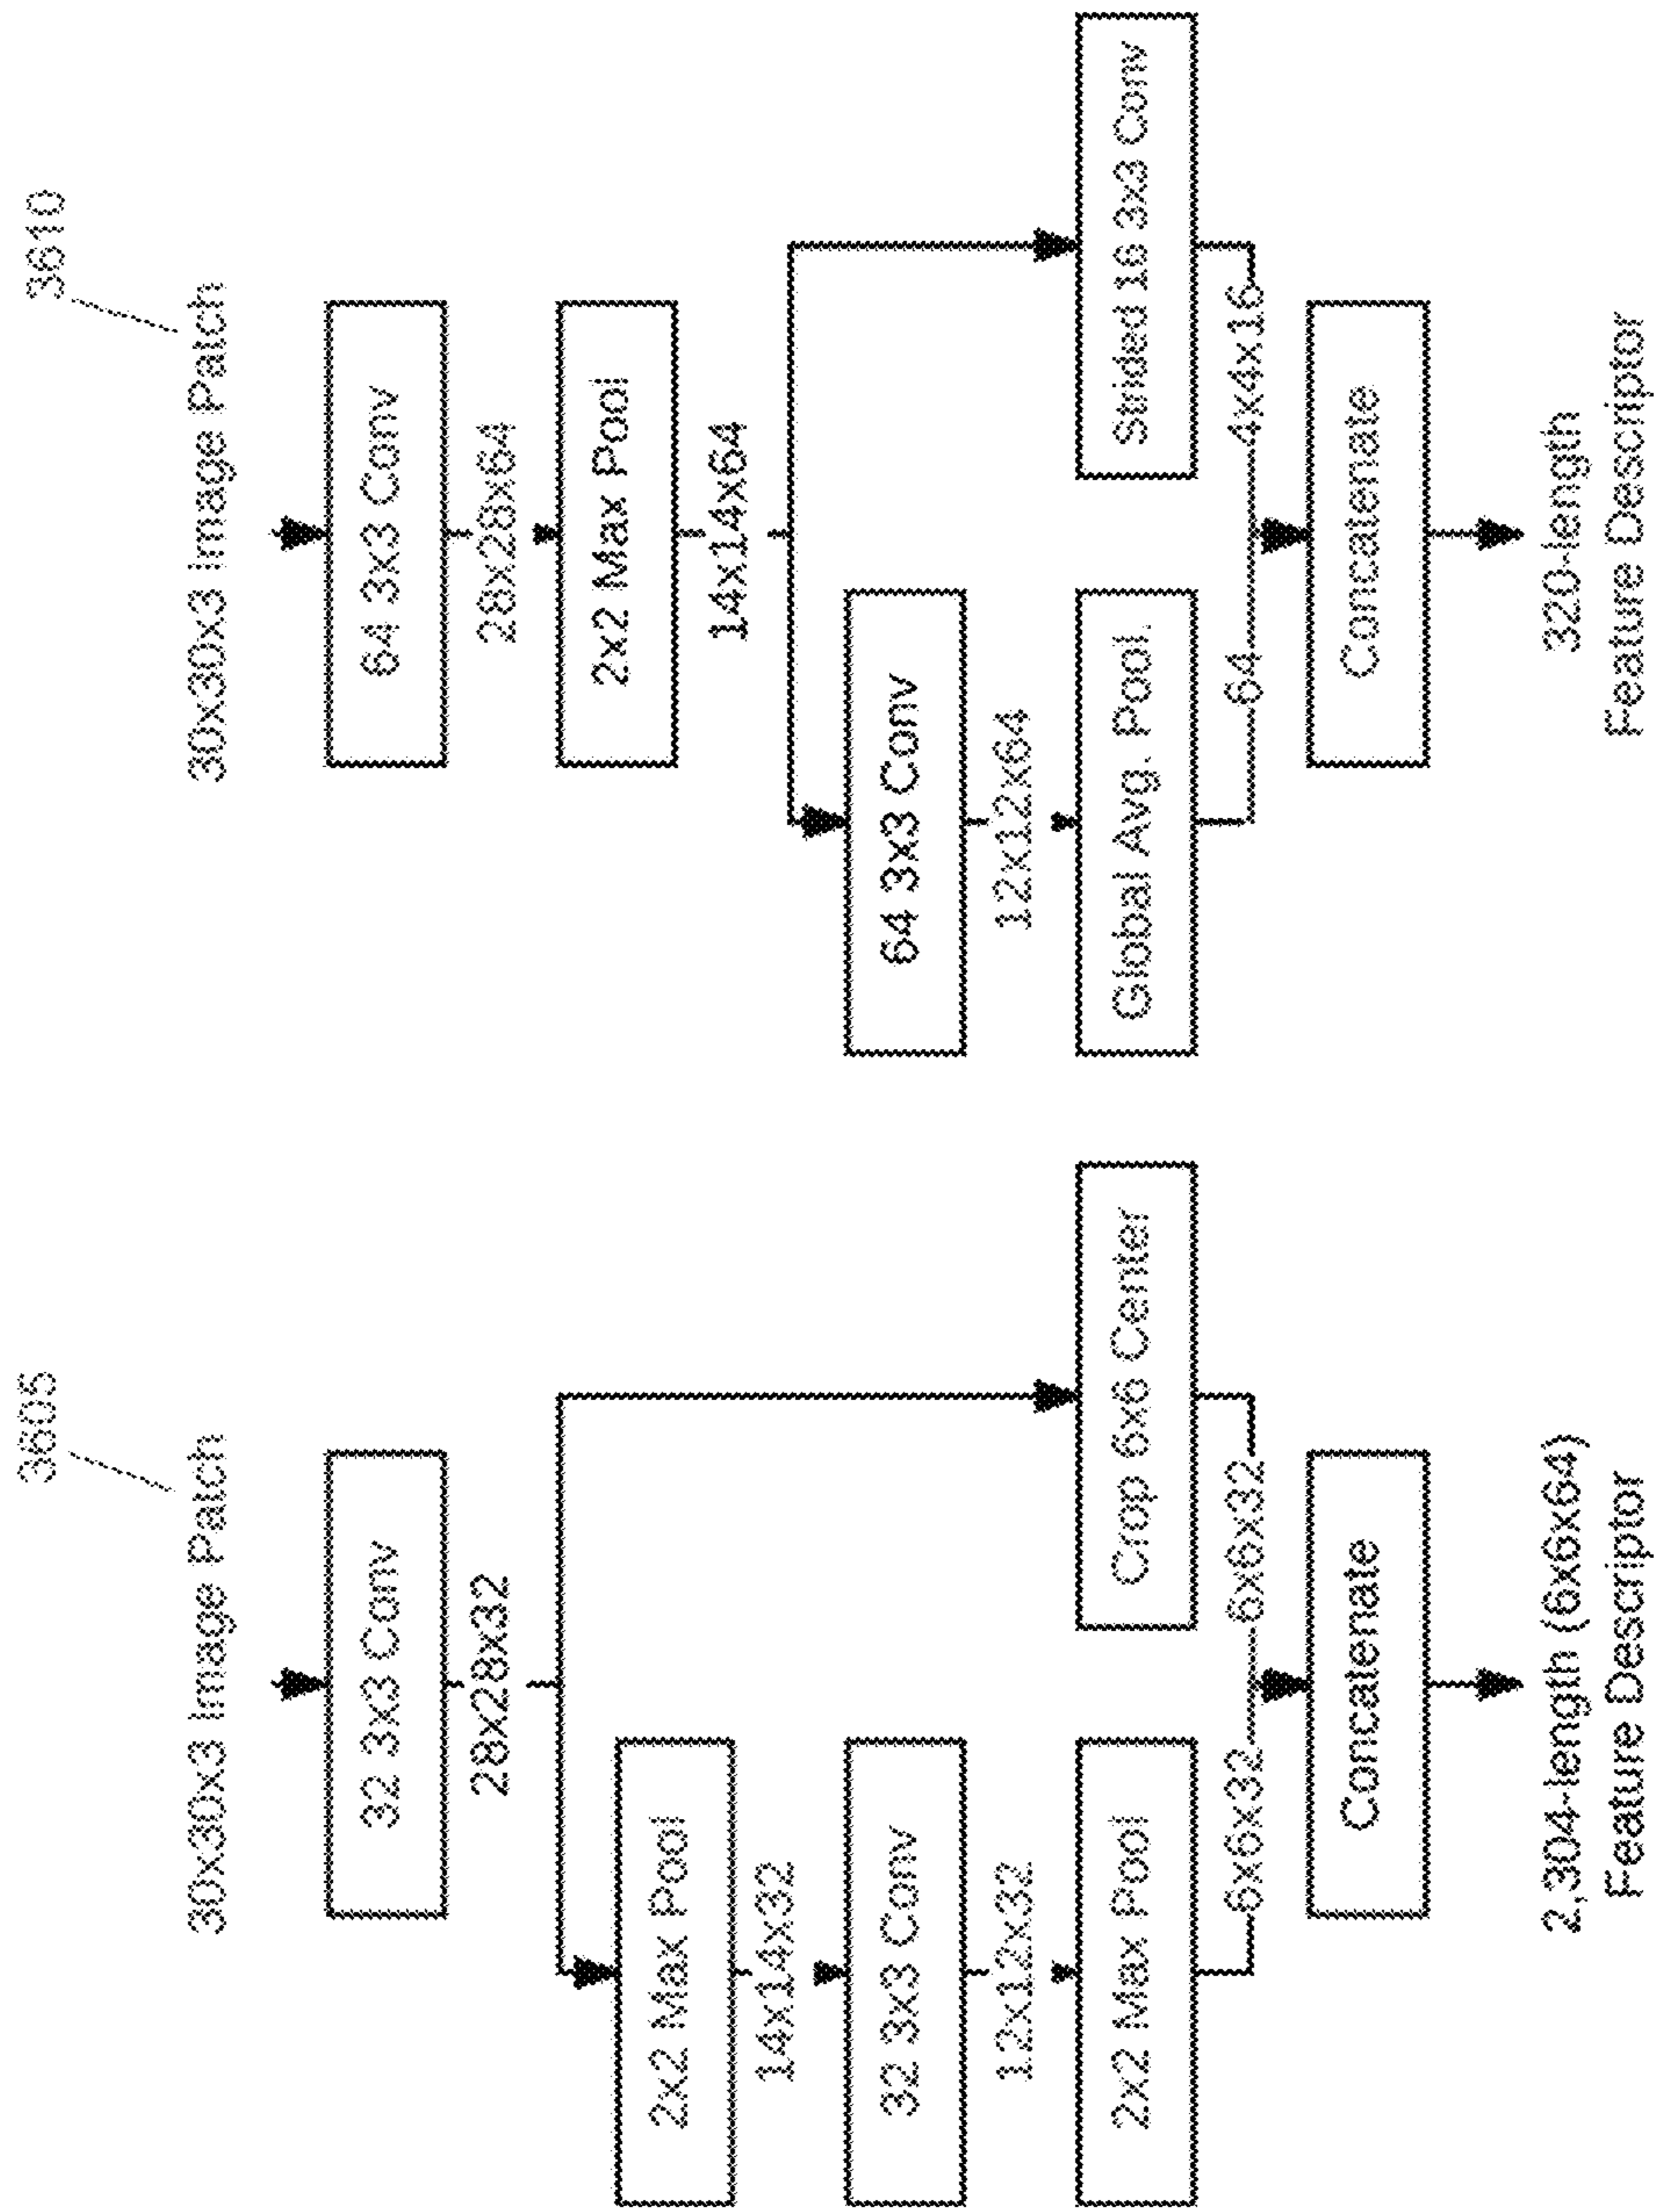 3605
30x30x3 Image Patch
32 3x3 Conv
28x28x32
2x2 Max Pool
14x14x32
32 3x3 Conv
12x12x32
2x2 Max Pool
Crop 6x6 Center
6x6x32
6x6x32
Concatenate
2,304-length (6x6x64)
Feature Descriptor
3610
30x30x3 Image Patch
64 3x3 Conv
28x28x64
2x2 Max Pool
14x14x64
64 3x3 Conv
12x12x64
Global Avg. Pool.
Strided 16 3x3 Conv
64
4x4x16
Concatenate
320-length
Feature Descriptor